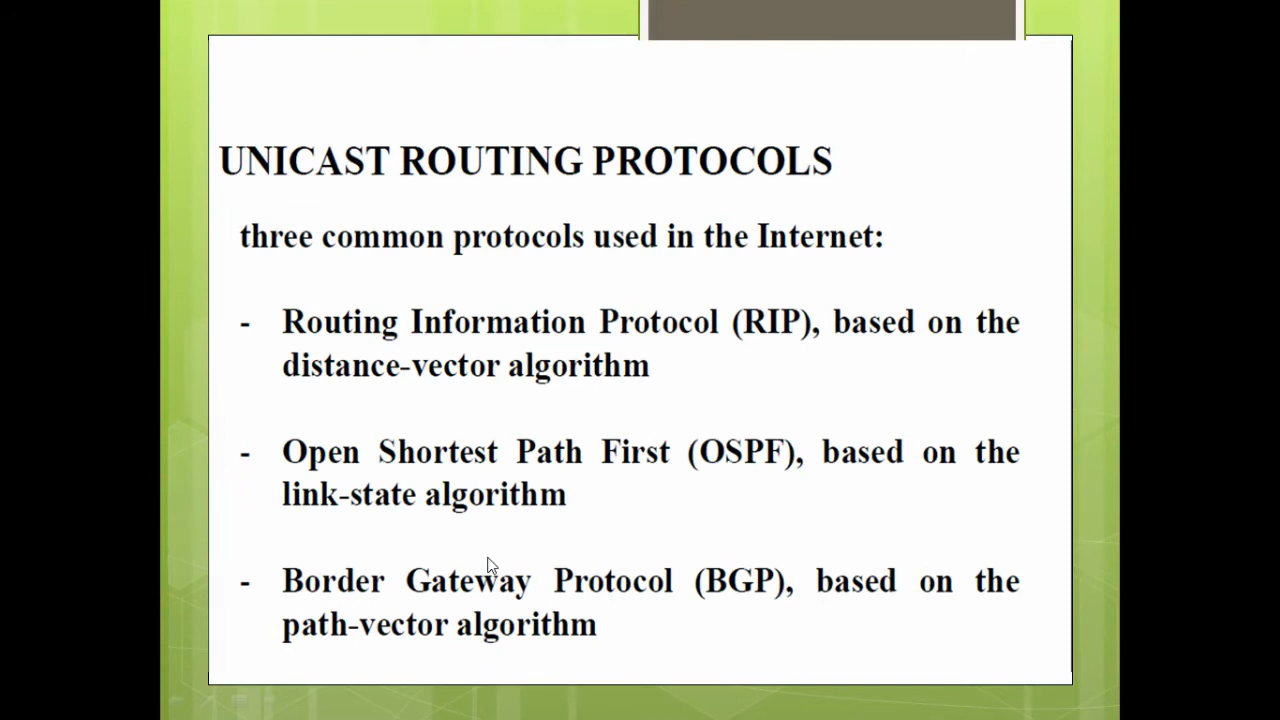 UNICAST ROUTING PROTOCOLS
three common protocols used in the Internet:
- Routing Information Protocol (RIP), based on the
distance-vector algorithm
- Open Shortest Path First (OSPF), based on the
link-state algorithm
- Border Gateway Protocol (BGP), based on the
path-vector algorithm